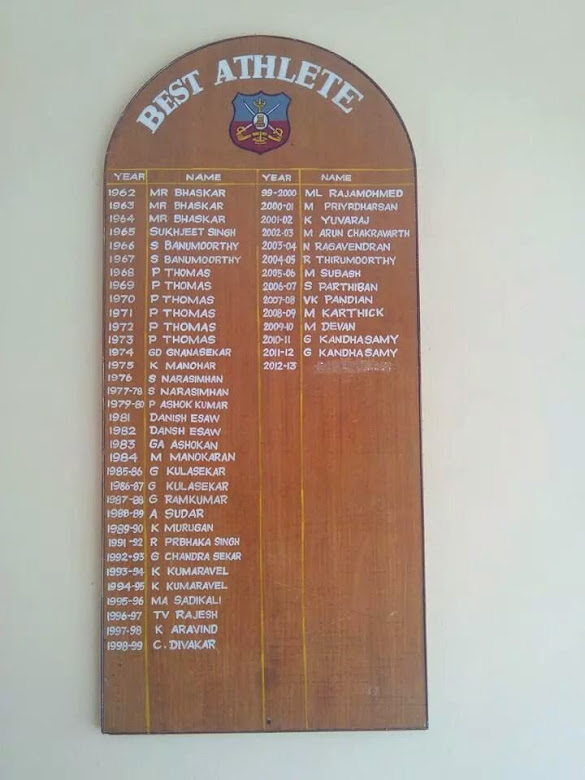 BEST ATHLETE
YEAR NAME
1962 MR BHASKAR
1963 MR BHASKAR
1964 MR BHASKAR
1965 SUKHJEET SINGH
1966 S BANUMOORTHY
1967 S BANUMOORTHY
1968 P THOMAS
1969 P THOMAS
1970 P THOMAS
1971 P THOMAS
1972 P THOMAS
1973 P THOMAS
1974 GD GNANASEKAR
1975 K MANOHAR
1976 S NARASIMHAN
1977-78 S NARASIMHAN
1979-80 P ASHOK KUMAR
1981 DANISH ESAW
1982 DANSH ESAW
1983 GA ASHOKAN
1984 M MANOKARAN
1985-86 G KULASEKAR
1986-87 G KULASEKAR
1987-88 G RAMKUMAR
1988-89 A SUDAR
1989-90 K MURUGAN
1991-92 R PRBHAKA SINGH
1992-93 G CHANDRA SEKAR
1993-94 K KUMARAVEL
1994-95 K KUMARAVEL
1995-96 MA SADIKALI
1996-97 TV RAJESH
1997-98 K ARAVIND
1998-99 C. DIVAKAR
YEAR NAME
99-2000 ML RAJAMOHMED
2000-01 M PRIYRDHARSAN
2001-02 K YUVARAJ
2002-03 M ARUN CHAKRAVARTH
2003-04 N RAGAVENDRAN
2004-05 R THIRUMOORTHY
2005-06 M SUBASH
2006-07 S PARTHIBAN
2007-08 VK PANDIAN
2008-09 M KARTHICK
2009-10 M DEVAN
2010-11 G KANDHASAMY
2011-12 G KANDHASAMY
2012-13